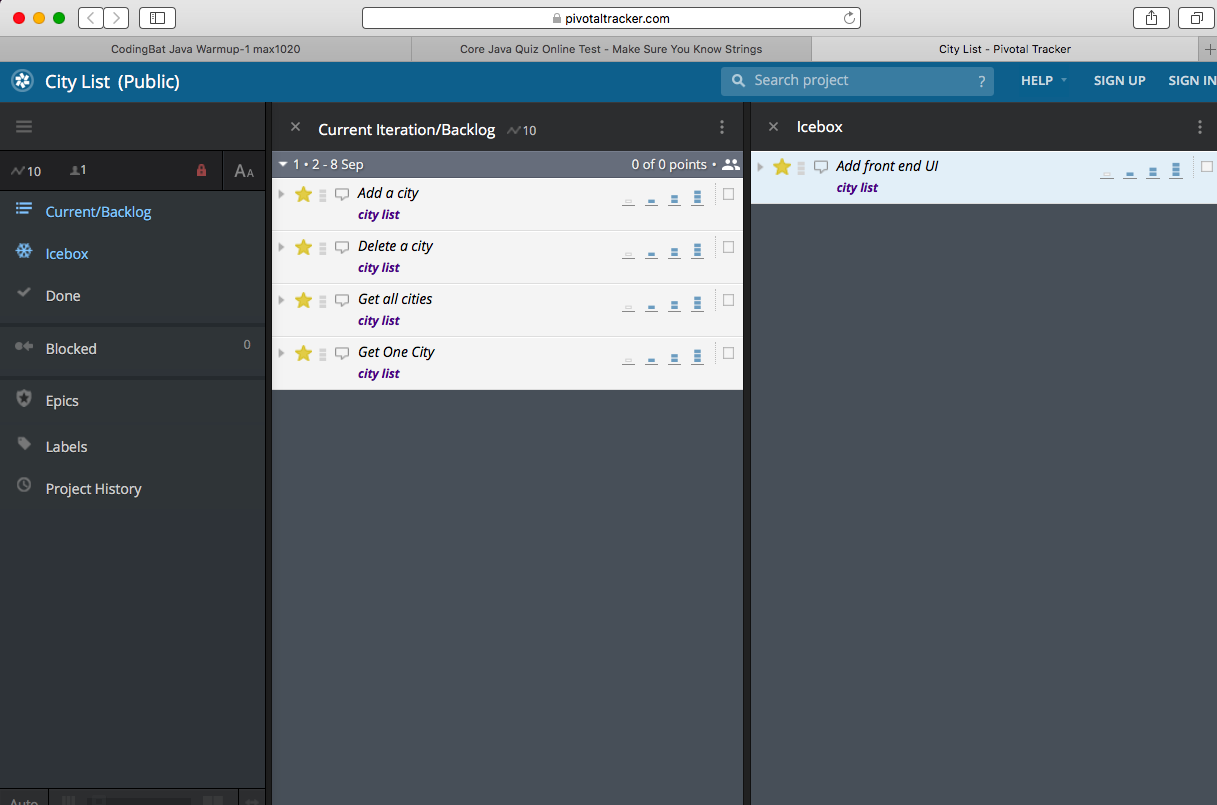 pivotaltracker.com
CodingBat Java Warmup-1 max1020
Core Java Quiz Online Test - Make Sure You Know Strings
City List - Pivotal Tracker
City List (Public)
Search project ?
HELP
SIGN UP
SIGN IN
10 1 AA
Current/Backlog
Icebox
Done
Blocked 0
Epics
Labels
Project History
Auto
Current Iteration/Backlog 10
1 • 2 - 8 Sep 0 of 0 points •
Add a city
city list
Delete a city
city list
Get all cities
city list
Get One City
city list
Icebox
Add front end UI
city list